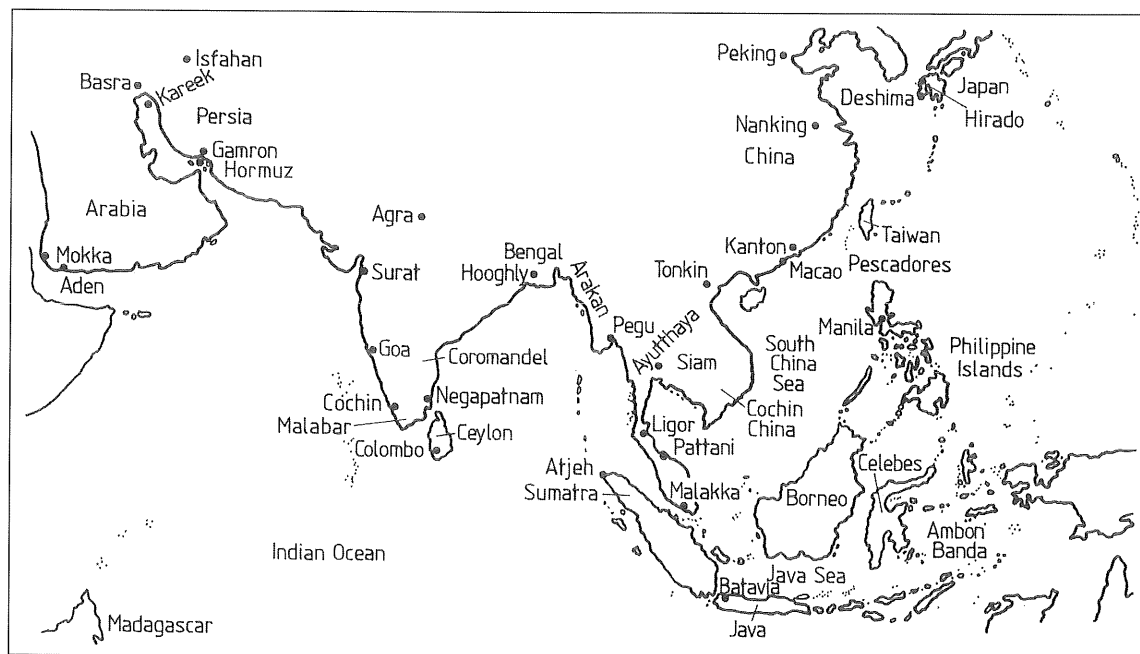 Isfahan
Basra
Kareek
Persia
Gamron
Hormuz
Arabia
Mokka
Aden
Agra
Surat
Goa
Coromandel
Cochin
Negapatnam
Malabar
Colombo
Ceylon
Bengal
Hooghly
Arakan
Pegu
Ayutthaya
Siam
Tonkin
Peking
Deshima
Japan
Hirado
Nanking
China
Kanton
Macao
Taiwan
Pescadores
Manila
South
China
Sea
Philippine
Islands
Cochin
China
Ligor
Pattani
Malakka
Atjeh
Sumatra
Borneo
Celebes
Ambon
Banda
Indian Ocean
Java Sea
Batavia
Java
Madagascar